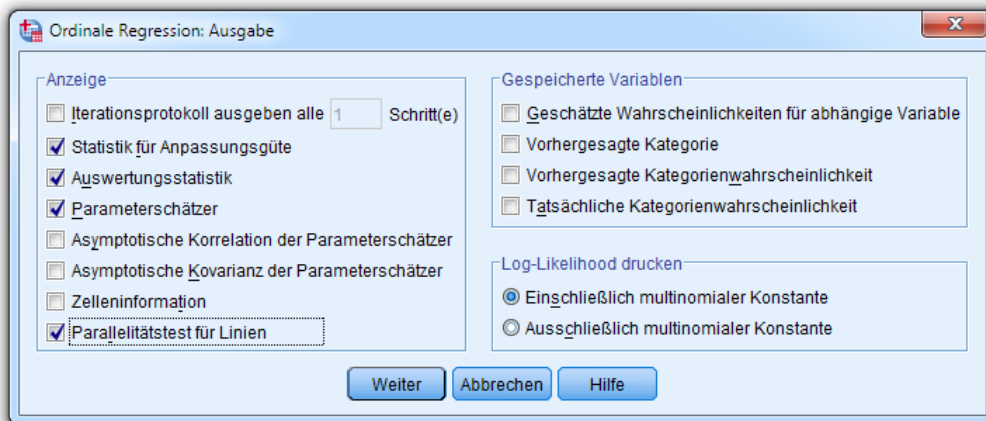 Ordinale Regression: Ausgabe
Anzeige
Iterationsprotokoll ausgeben alle 1 Schritt(e)
Statistik für Anpassungsgüte
Auswertungsstatistik
Parameterschätzer
Asymptotische Korrelation der Parameterschätzer
Asymptotische Kovarianz der Parameterschätzer
Zelleninformation
Parallelitätstest für Linien
Gespeicherte Variablen
Geschätzte Wahrscheinlichkeiten für abhängige Variable
Vorhergesagte Kategorie
Vorhergesagte Kategorienwahrscheinlichkeit
Tatsächliche Kategorienwahrscheinlichkeit
Log-Likelihood drucken
Einschließlich multinomialer Konstante
Ausschließlich multinomialer Konstante
Weiter Abbrechen Hilfe